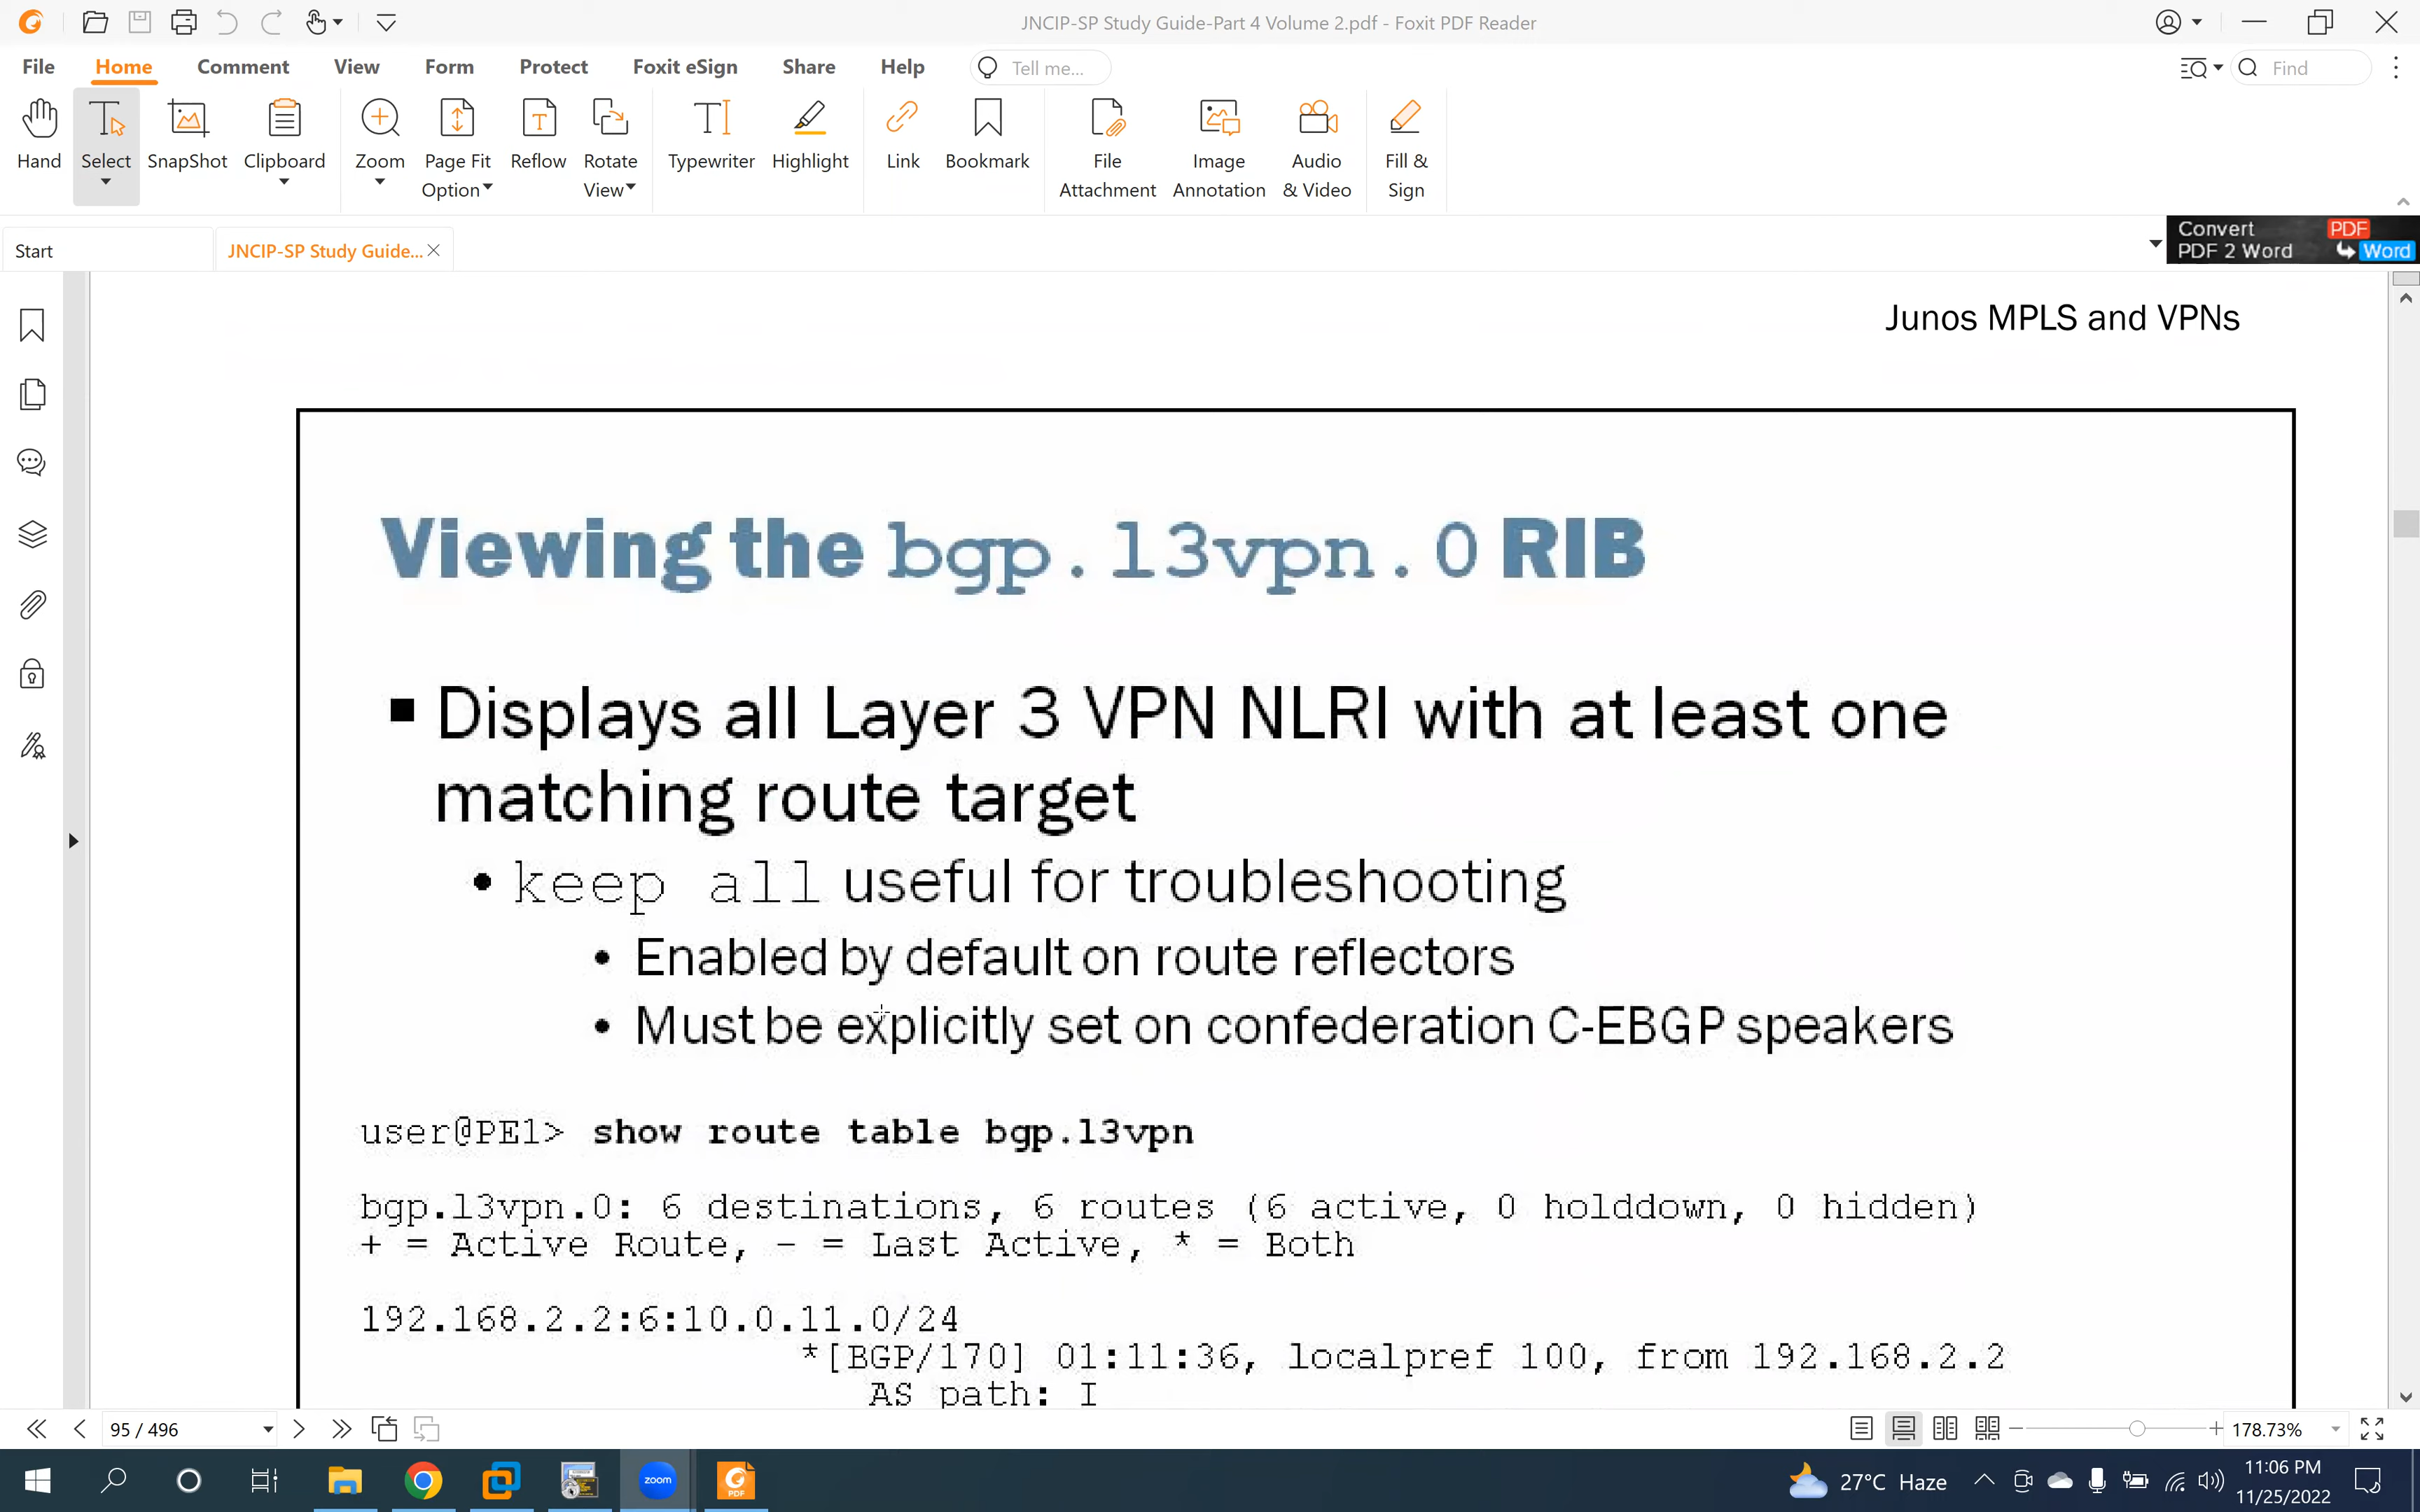 JNCIP-SP Study Guide-Part 4 Volume 2.pdf - Foxit PDF Reader
File Home Comment View Form Protect Foxit eSign Share Help Tell me... Find
Hand Select SnapShot Clipboard Zoom Page Fit Option Reflow Rotate View Typewriter Highlight Link Bookmark File Attachment Image Annotation Audio & Video Fill & Sign
Start JNCIP-SP Study Guide...
Convert PDF
PDF 2 Word Word
Junos MPLS and VPNs
Viewing the bgp.l3vpn.0 RIB
■ Displays all Layer 3 VPN NLRI with at least one
matching route target
• keep all useful for troubleshooting
• Enabled by default on route reflectors
• Must be explicitly set on confederation C-EBGP speakers
user@PE1> show route table bgp.l3vpn
bgp.l3vpn.0: 6 destinations, 6 routes (6 active, 0 holddown, 0 hidden)
+ = Active Route, - = Last Active, * = Both
192.168.2.2:6:10.0.11.0/24
*[BGP/170] 01:11:36, localpref 100, from 192.168.2.2
AS path: I
95 / 496 178.73%
zoom PDF 27°C Haze 11:06 PM
11/25/2022